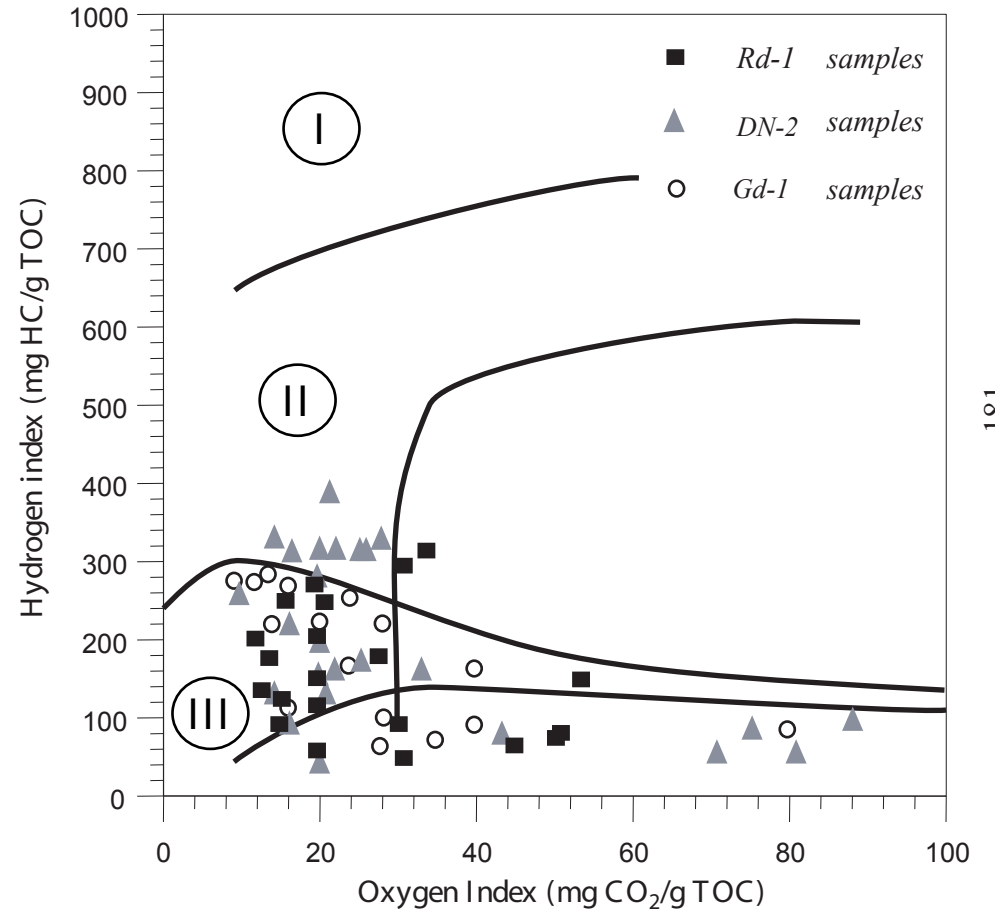 1000
900
800
700
600
500
400
300
200
100
0
Hydrogen index (mg HC/g TOC)
I
II
III
Rd-1 samples
DN-2 samples
Gd-1 samples
0 20 40 60 80 100
Oxygen Index (mg CO₂/g TOC)
181